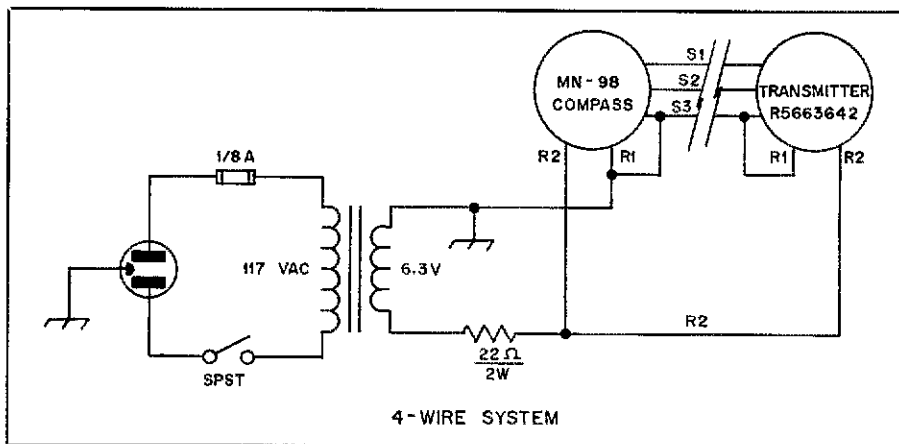 S1
S2
S3
MN-98
COMPASS
TRANSMITTER
R5663642
R2
R1
R1
R2
1/8 A
117 VAC
6.3V
R2
22 Ω
2W
SPST
4-WIRE SYSTEM